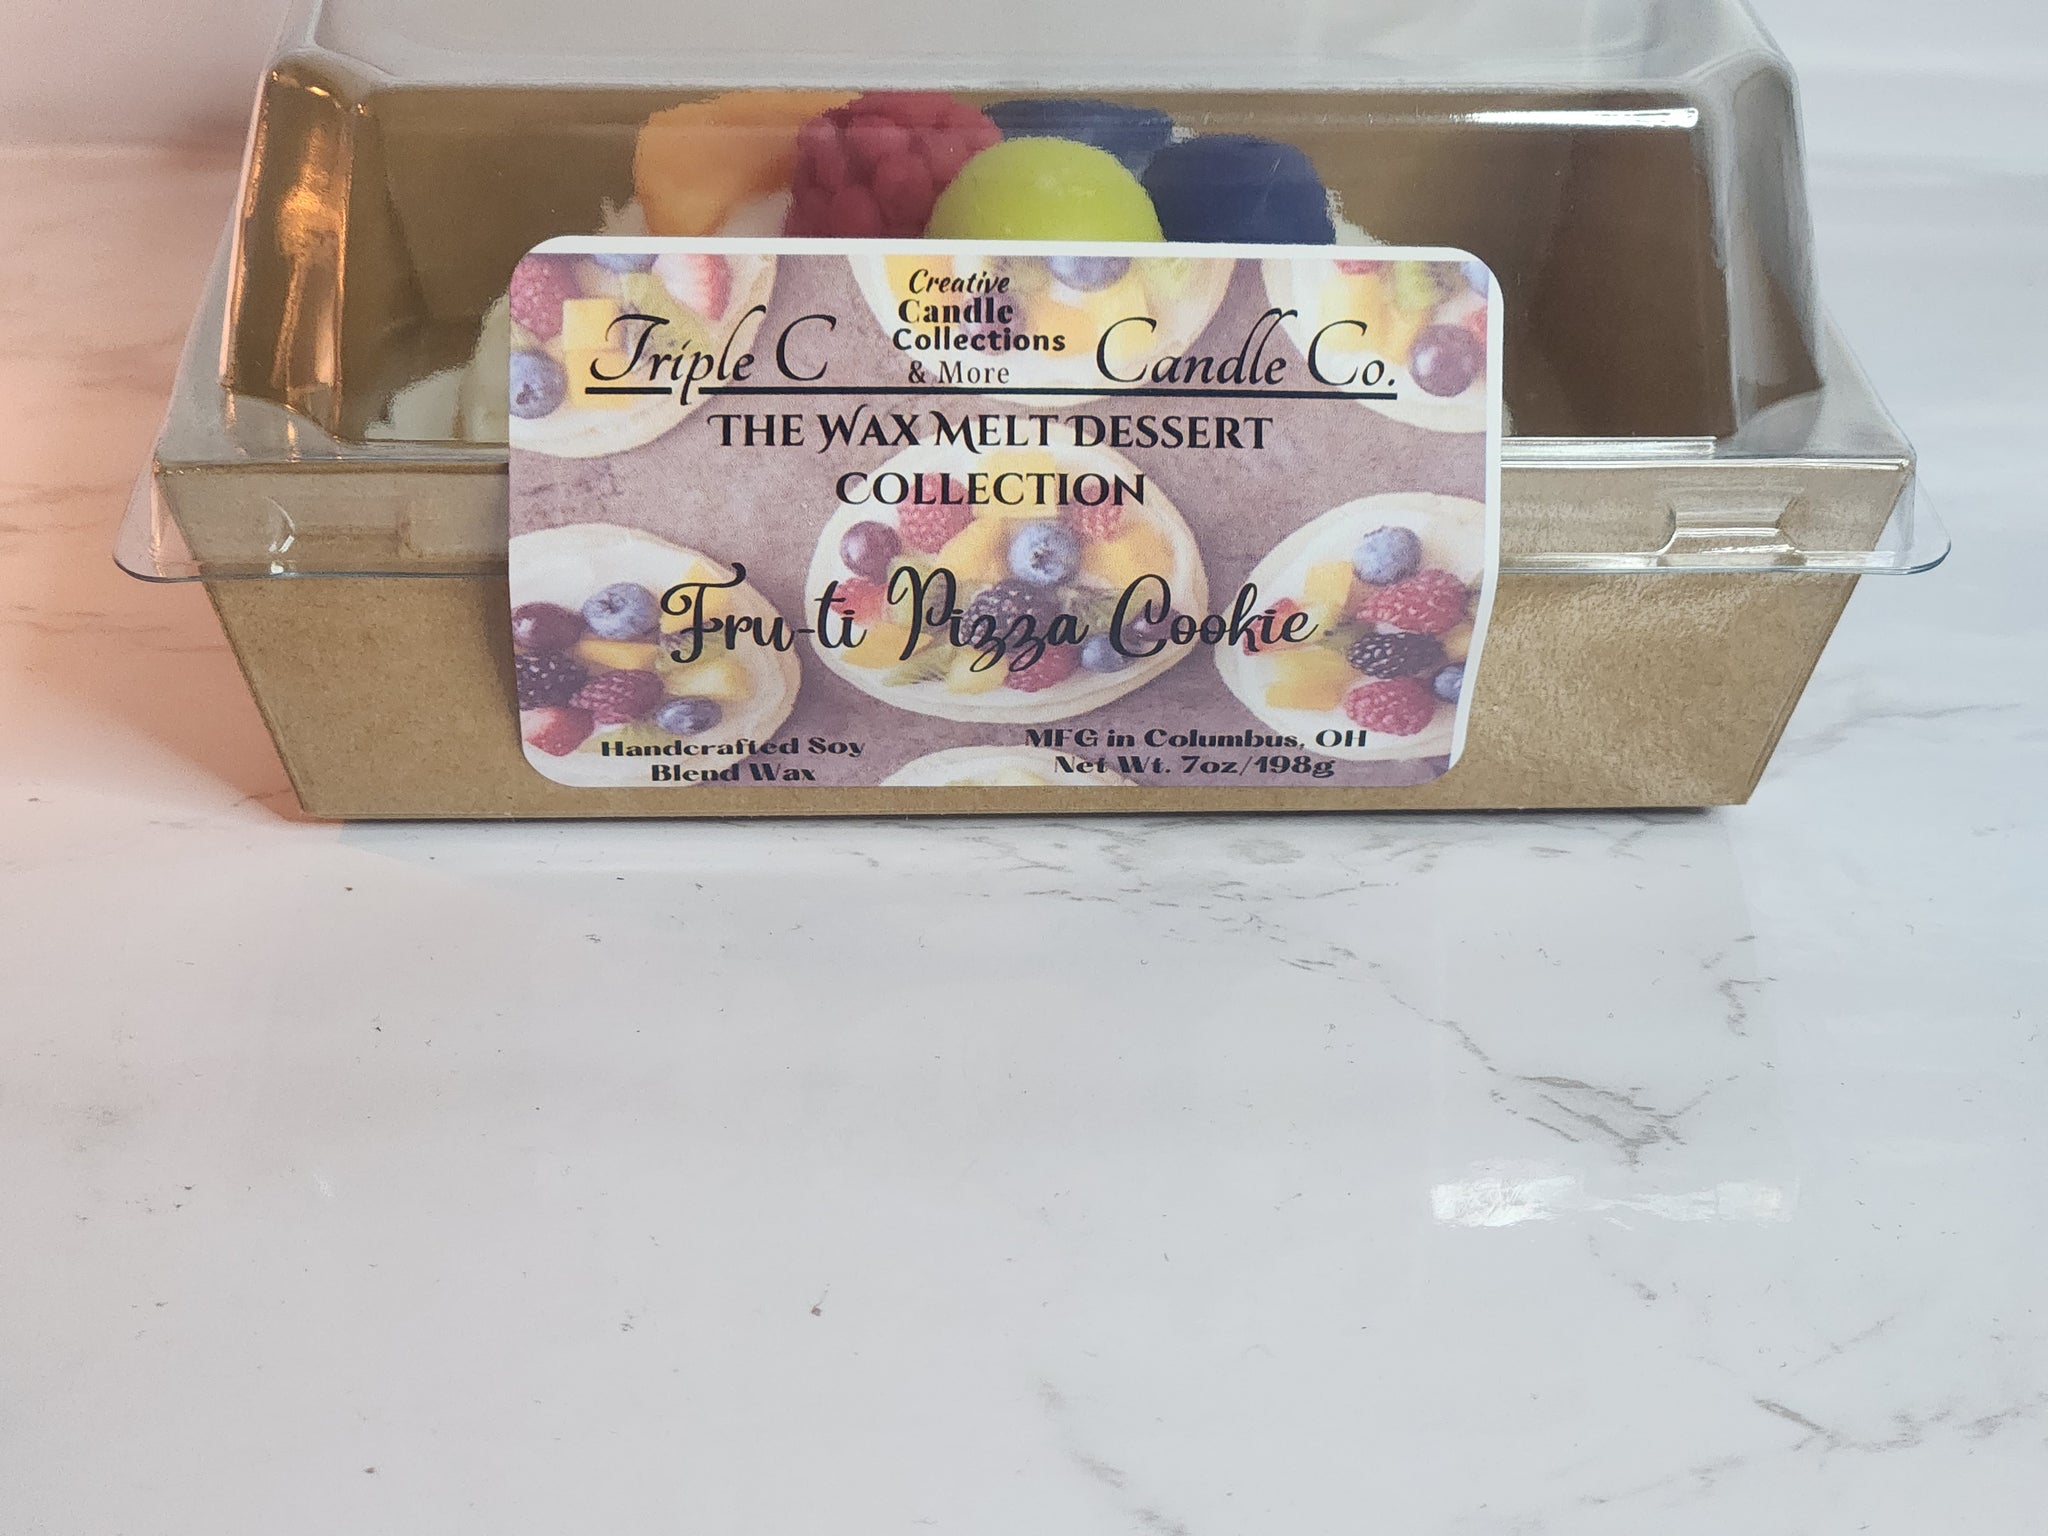 Creative
Candle
Collections
& More
Triple C Candle Co.
THE WAX MELT DESSERT
COLLECTION
Fru-ti Pizza Cookie
Handcrafted Soy
Blend Wax
MFG in Columbus, OH
Net Wt. 7oz/198g